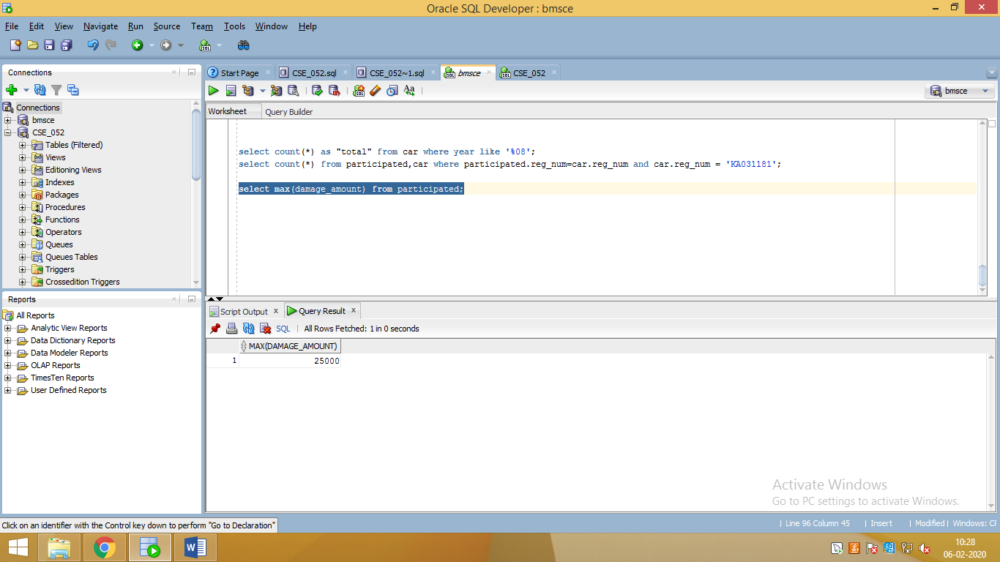 Oracle SQL Developer : bmsce
File Edit View Navigate Run Source Team Tools Window Help
Connections
Connections
bmsce
CSE_052
Tables (Filtered)
Views
Editioning Views
Indexes
Packages
Procedures
Functions
Operators
Queues
Queues Tables
Triggers
Crossedition Triggers
Reports
All Reports
Analytic View Reports
Data Dictionary Reports
Data Modeler Reports
OLAP Reports
TimesTen Reports
User Defined Reports
Start Page CSE_052.sql CSE_052~1.sql bmsce CSE_052
bmsce
Worksheet Query Builder
select count(*) as "total" from car where year like '%08';
select count(*) from participated,car where participated.reg_num=car.reg_num and car.reg_num = 'KA031181';
select max(damage_amount) from participated;
Script Output Query Result
SQL All Rows Fetched: 1 in 0 seconds
MAX(DAMAGE_AMOUNT)
1 25000
Activate Windows
Go to PC settings to activate Windows.
Click on an identifier with the Control key down to perform "Go to Declaration"
Line 96 Column 45 Insert Modified Windows:
10:28
06-02-2020